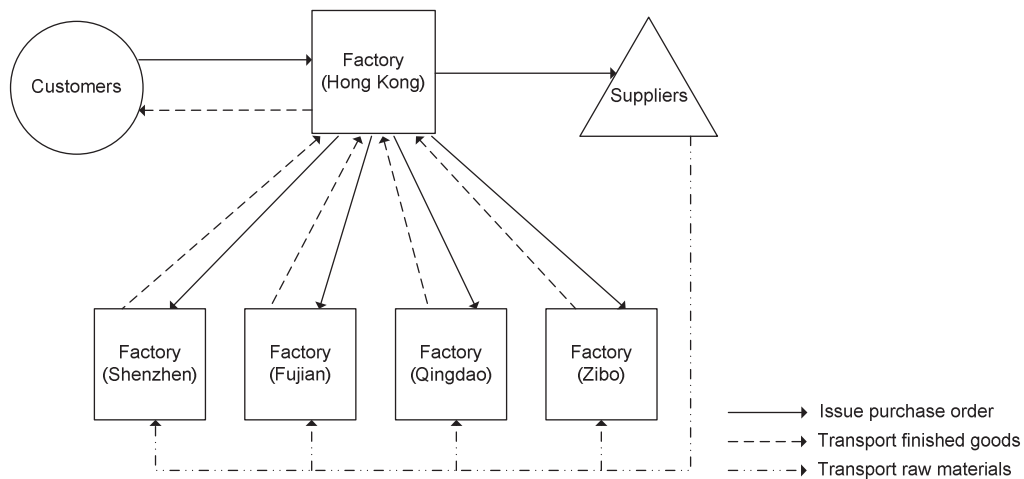 Customers
Factory
(Hong Kong)
Suppliers
Factory
(Shenzhen)
Factory
(Fujian)
Factory
(Qingdao)
Factory
(Zibo)
Issue purchase order
Transport finished goods
Transport raw materials